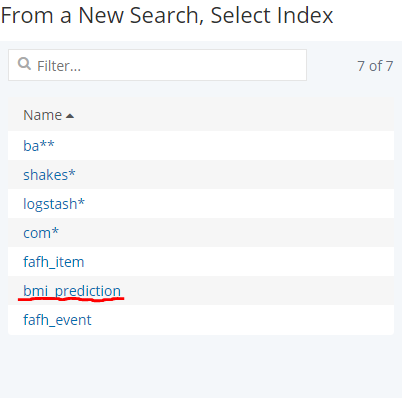 From a New Search, Select Index
Filter...
7 of 7
Name
ba**
shakes*
logstash*
com*
fafh_item
bmi_prediction
fafh_event